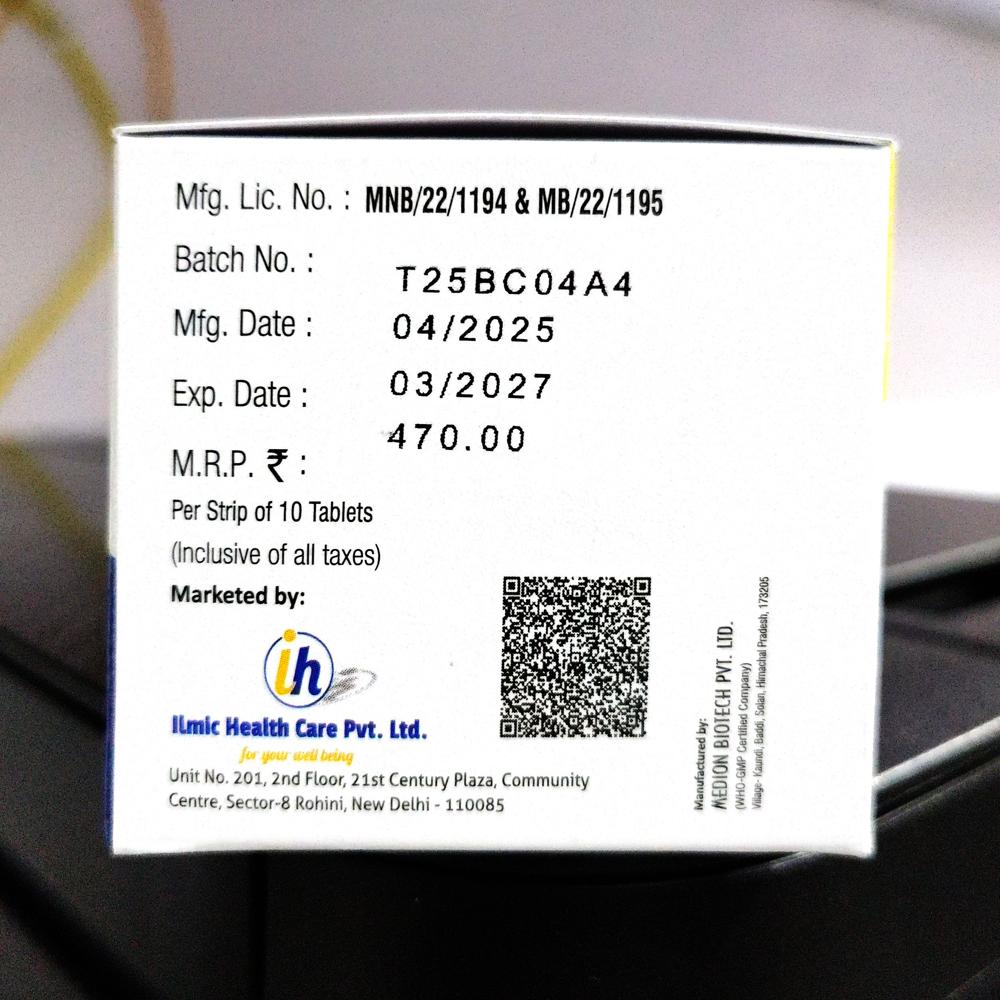 Mfg. Lic. No. : MNB/22/1194 & MB/22/1195
Batch No. : T25BC04A4
Mfg. Date : 04/2025
Exp. Date : 03/2027
M.R.P. ₹ : 470.00
Per Strip of 10 Tablets
(Inclusive of all taxes)
Marketed by:
ih
ILmic Health Care Pvt. Ltd.
for your well being
Unit No. 201, 2nd Floor, 21st Century Plaza, Community
Centre, Sector-8 Rohini, New Delhi - 110085
Manufactured by:
MEDION BIOTECH PVT. LTD.
(WHO-GMP Certified Company)
Village- Kaundi, Baddi, Solan, Himachal Pradesh, 173205